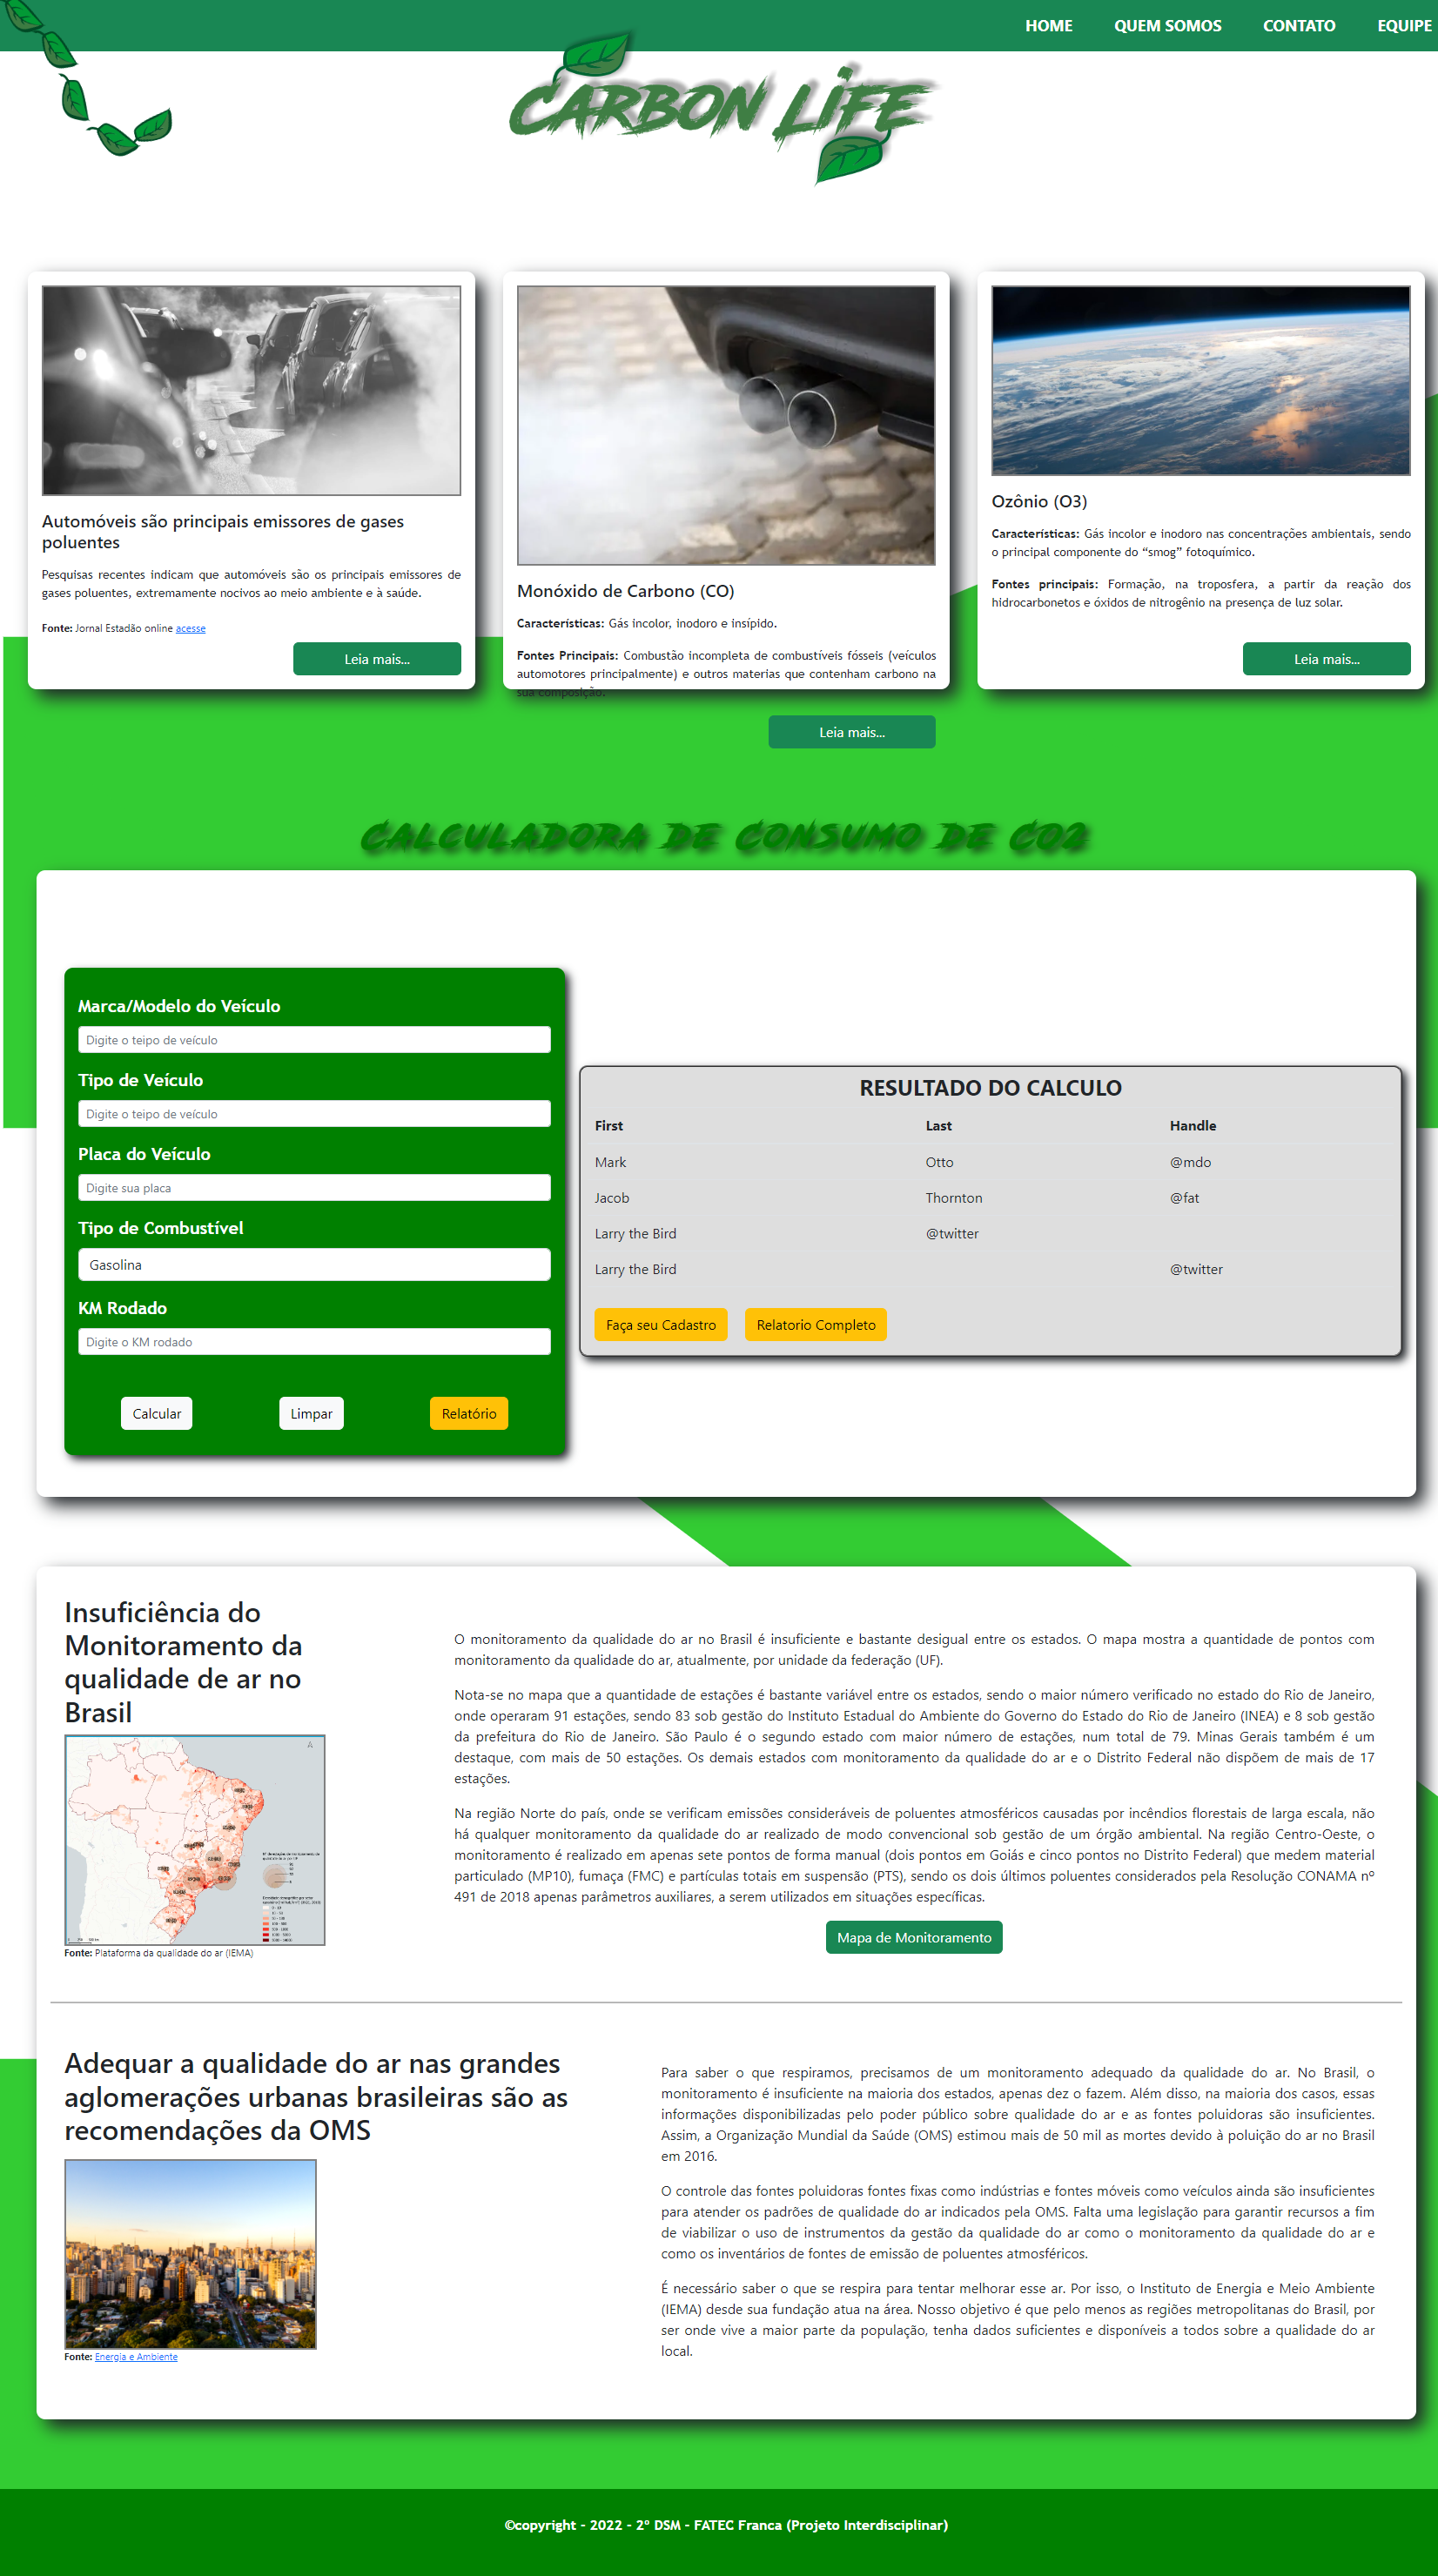 HOME QUEM SOMOS CONTATO EQUIPE
CARBON LIFE
Automóveis são principais emissores de gases
poluentes
Pesquisas recentes indicam que automóveis são os principais emissores de
gases poluentes, extremamente nocivos ao meio ambiente e à saúde.
Fonte: Jornal Estadão online acesse
Leia mais...
Monóxido de Carbono (CO)
Características: Gás incolor, inodoro e insípido.
Fontes Principais: Combustão incompleta de combustíveis fósseis (veículos
automotores principalmente) e outros materias que contenham carbono na
sua composição.
Leia mais...
Ozônio (O3)
Características: Gás incolor e inodoro nas concentrações ambientais, sendo
o principal componente do “smog” fotoquímico.
Fontes principais: Formação, na troposfera, a partir da reação dos
hidrocarbonetos e óxidos de nitrogênio na presença de luz solar.
Leia mais...
CALCULADORA DE CONSUMO DE CO2
Marca/Modelo do Veículo
Digite o teipo de veículo
Tipo de Veículo
Digite o teipo de veículo
Placa do Veículo
Digite sua placa
Tipo de Combustível
Gasolina
KM Rodado
Digite o KM rodado
Calcular Limpar Relatório
RESULTADO DO CALCULO
First Last Handle
Mark Otto @mdo
Jacob Thornton @fat
Larry the Bird @twitter
Larry the Bird @twitter
Faça seu Cadastro Relatorio Completo
Insuficiência do
Monitoramento da
qualidade de ar no
Brasil
Fonte: Plataforma da qualidade do ar (IEMA)
O monitoramento da qualidade do ar no Brasil é insuficiente e bastante desigual entre os estados. O mapa mostra a quantidade de pontos com
monitoramento da qualidade do ar, atualmente, por unidade da federação (UF).
Nota-se no mapa que a quantidade de estações é bastante variável entre os estados, sendo o maior número verificado no estado do Rio de Janeiro,
onde operaram 91 estações, sendo 83 sob gestão do Instituto Estadual do Ambiente do Governo do Estado do Rio de Janeiro (INEA) e 8 sob gestão
da prefeitura do Rio de Janeiro. São Paulo é o segundo estado com maior número de estações, num total de 79. Minas Gerais também é um
destaque, com mais de 50 estações. Os demais estados com monitoramento da qualidade do ar e o Distrito Federal não dispõem de mais de 17
estações.
Na região Norte do país, onde se verificam emissões consideráveis de poluentes atmosféricos causadas por incêndios florestais de larga escala, não
há qualquer monitoramento da qualidade do ar realizado de modo convencional sob gestão de um órgão ambiental. Na região Centro-Oeste, o
monitoramento é realizado em apenas sete pontos de forma manual (dois pontos em Goiás e cinco pontos no Distrito Federal) que medem material
particulado (MP10), fumaça (FMC) e partículas totais em suspensão (PTS), sendo os dois últimos poluentes considerados pela Resolução CONAMA nº
491 de 2018 apenas parâmetros auxiliares, a serem utilizados em situações específicas.
Mapa de Monitoramento
Adequar a qualidade do ar nas grandes
aglomerações urbanas brasileiras são as
recomendações da OMS
Fonte: Energia e Ambiente
Para saber o que respiramos, precisamos de um monitoramento adequado da qualidade do ar. No Brasil, o
monitoramento é insuficiente na maioria dos estados, apenas dez o fazem. Além disso, na maioria dos casos, essas
informações disponibilizadas pelo poder público sobre qualidade do ar e as fontes poluidoras são insuficientes.
Assim, a Organização Mundial da Saúde (OMS) estimou mais de 50 mil as mortes devido à poluição do ar no Brasil
em 2016.
O controle das fontes poluidoras fontes fixas como indústrias e fontes móveis como veículos ainda são insuficientes
para atender os padrões de qualidade do ar indicados pela OMS. Falta uma legislação para garantir recursos a fim
de viabilizar o uso de instrumentos da gestão da qualidade do ar como o monitoramento da qualidade do ar e
como os inventários de fontes de emissão de poluentes atmosféricos.
É necessário saber o que se respira para tentar melhorar esse ar. Por isso, o Instituto de Energia e Meio Ambiente
(IEMA) desde sua fundação atua na área. Nosso objetivo é que pelo menos as regiões metropolitanas do Brasil, por
ser onde vive a maior parte da população, tenha dados suficientes e disponíveis a todos sobre a qualidade do ar
local.
©copyright - 2022 - 2º DSM - FATEC Franca (Projeto Interdisciplinar)